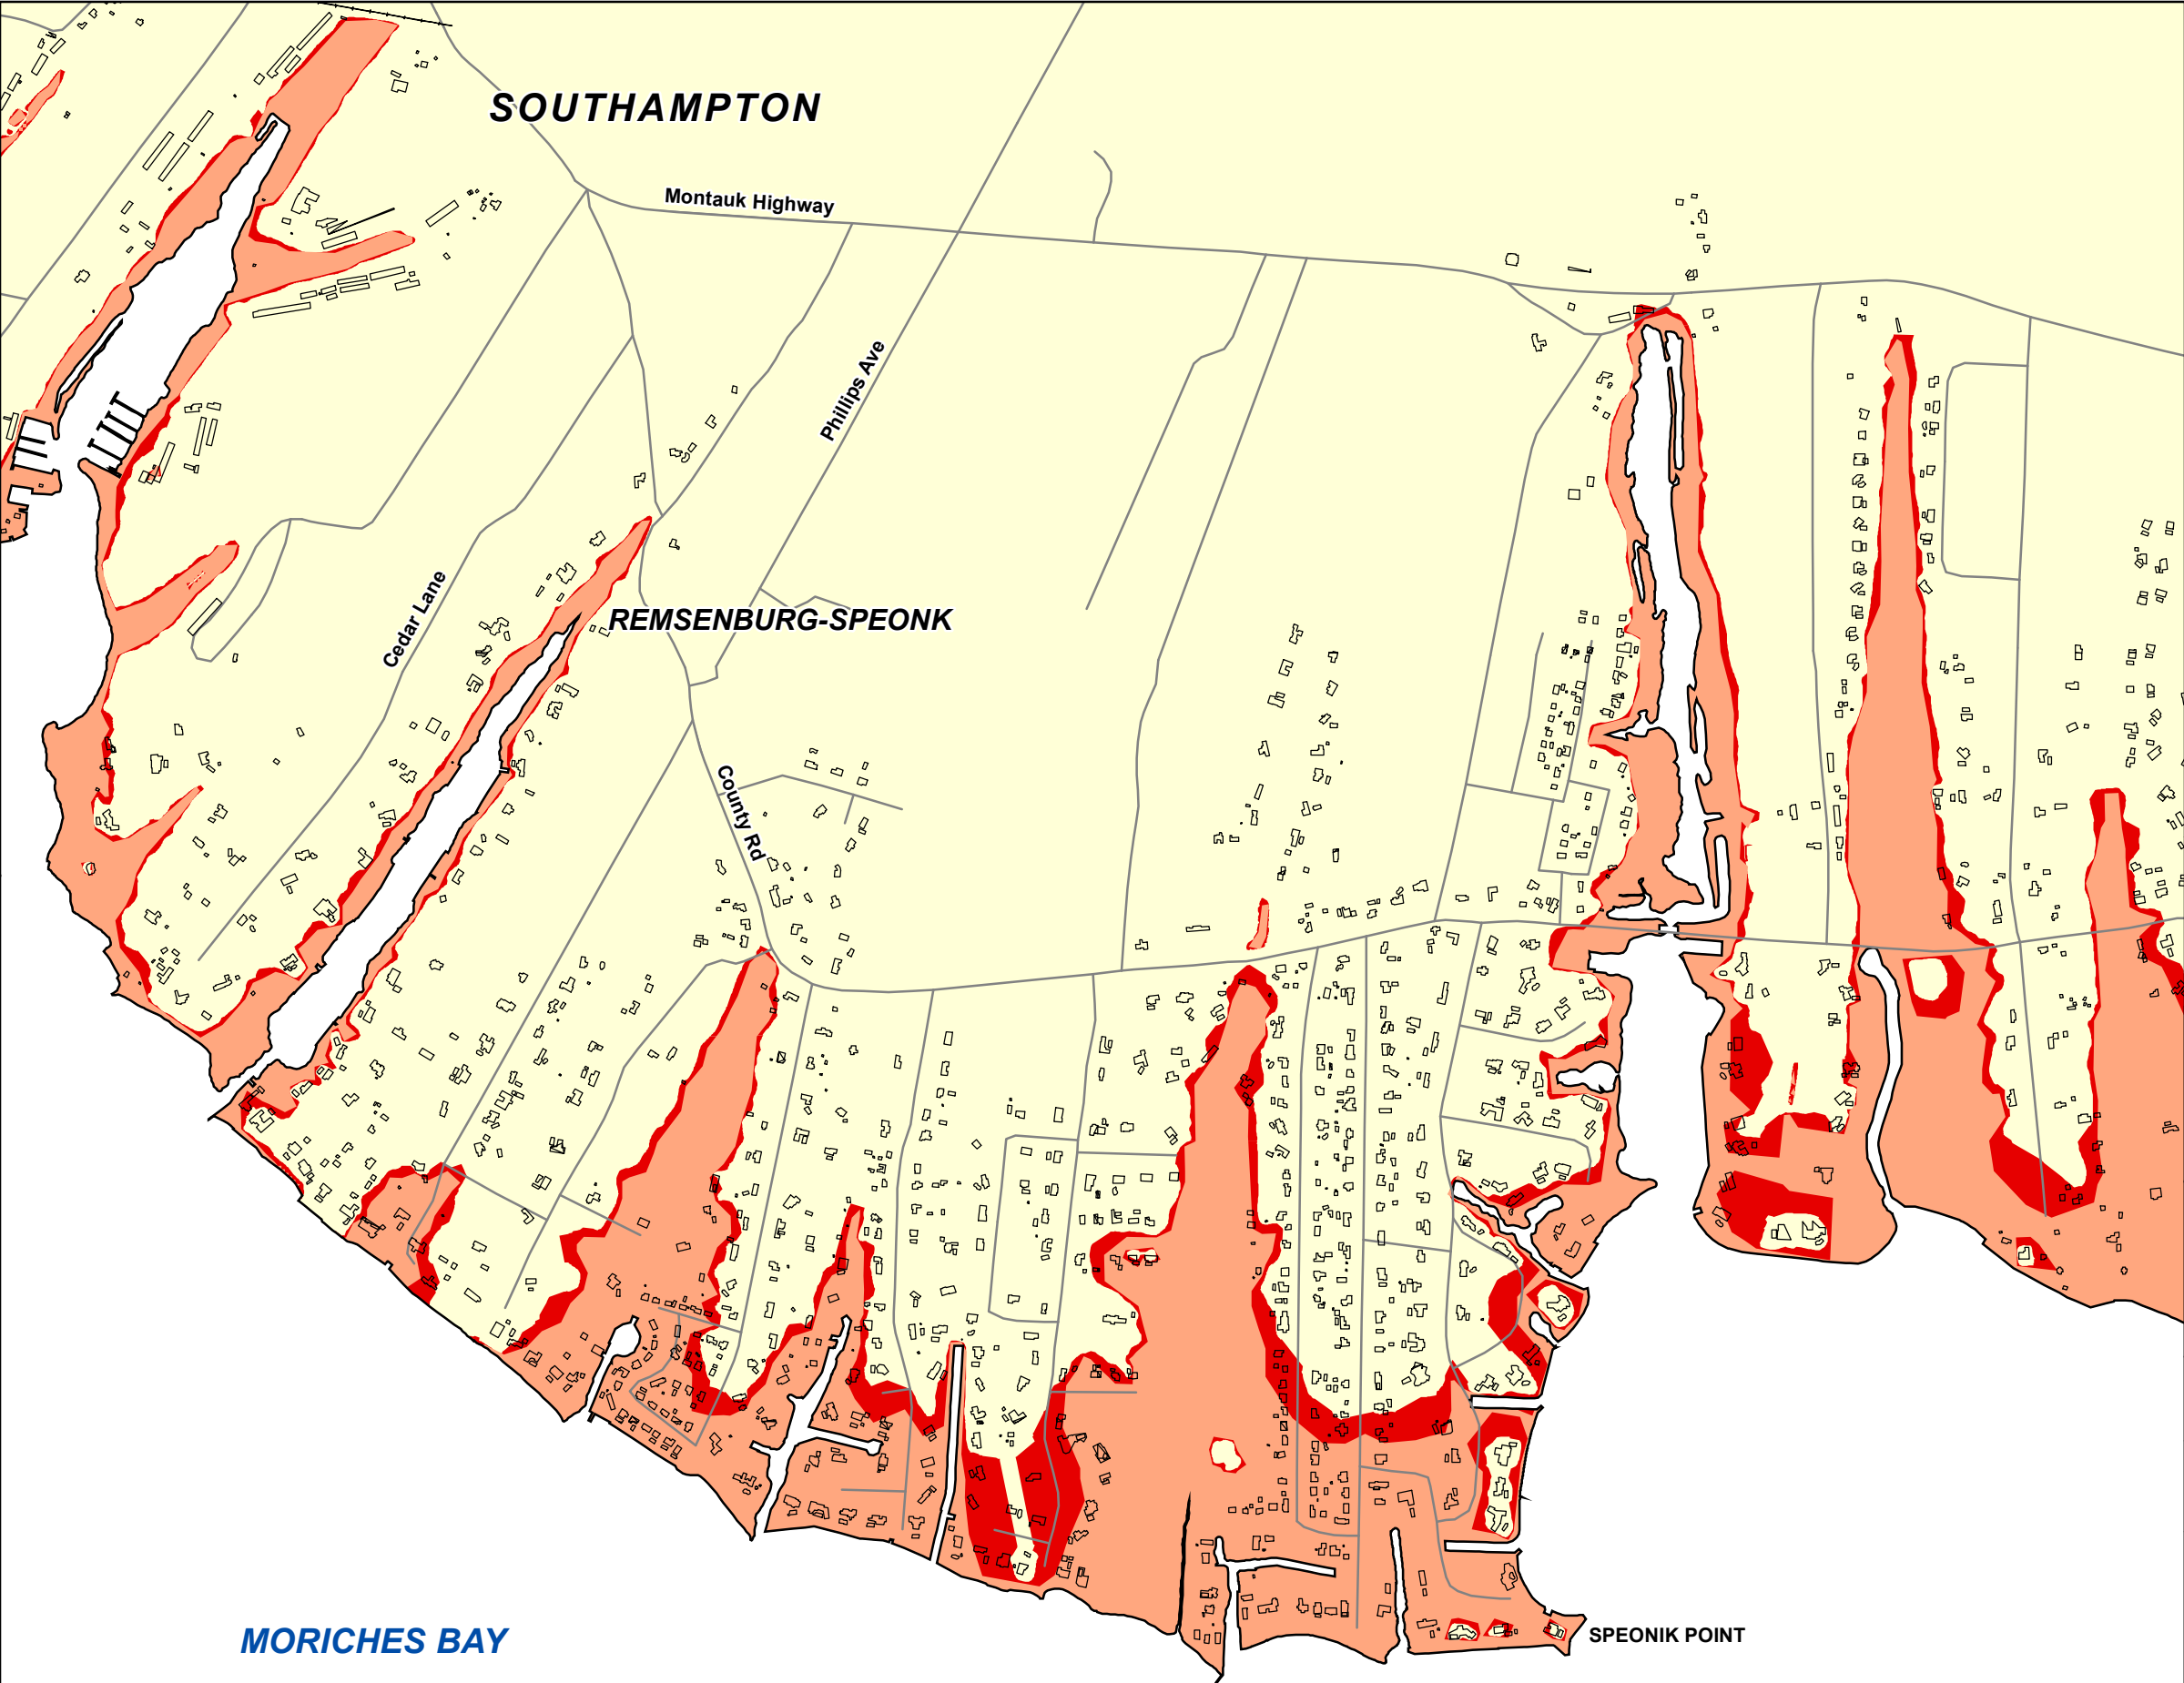 SOUTHAMPTON
Montauk Highway
Phillips Ave
Cedar Lane
REMSENBURG-SPEONK
County Rd
MORICHES BAY
SPEONIK POINT